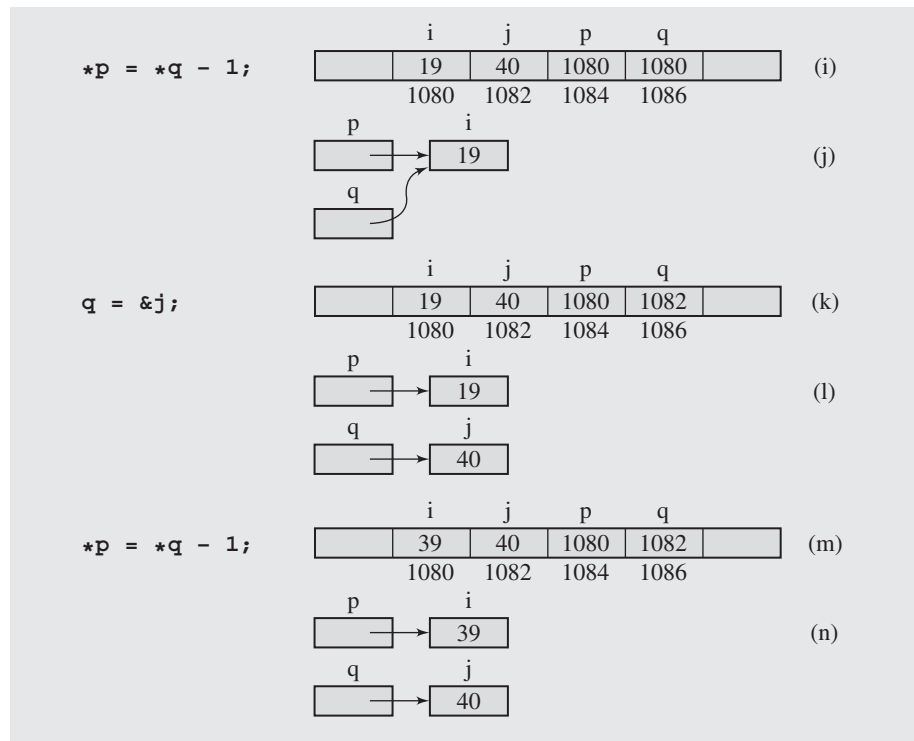 i j p q
*p = *q - 1; 19 40 1080 1080 (i)
1080 1082 1084 1086
p i
19 (j)
q
i j p q
q = &j; 19 40 1080 1082 (k)
1080 1082 1084 1086
p i
19 (l)
q j
40
i j p q
*p = *q - 1; 39 40 1080 1082 (m)
1080 1082 1084 1086
p i
39 (n)
q j
40